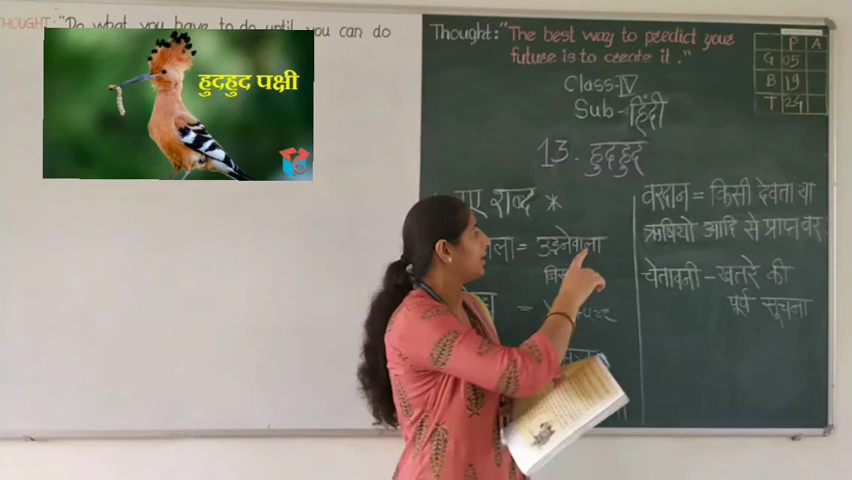 THOUGHT: "Do what you have to do until you can do
हुदहुद पक्षी
Thought: "The best way to predict your
future is to create it."
P A
G 05
B 19
T 24
Class-IV
Sub-हिंदी
13. हुदहुद
शब्द *
= उड़नेवाला
=
वरदान = किसी देवता या
ऋषियो आदि से प्राप्त वर
चेतावनी - खतरे की
पूर्व सूचना